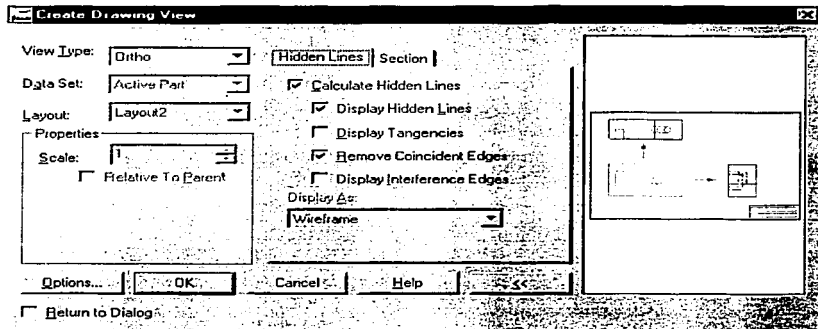 Create Drawing View
View Type: Ortho
Data Set: Active Part
Layout: Layout2
Properties
Scale: 1
Relative To Parent
Hidden Lines Section
Calculate Hidden Lines
Display Hidden Lines
Display Tangencies
Remove Coincident Edges
Display Interference Edges
Display As:
Wireframe
Options... OK Cancel Help <<
Return to Dialog